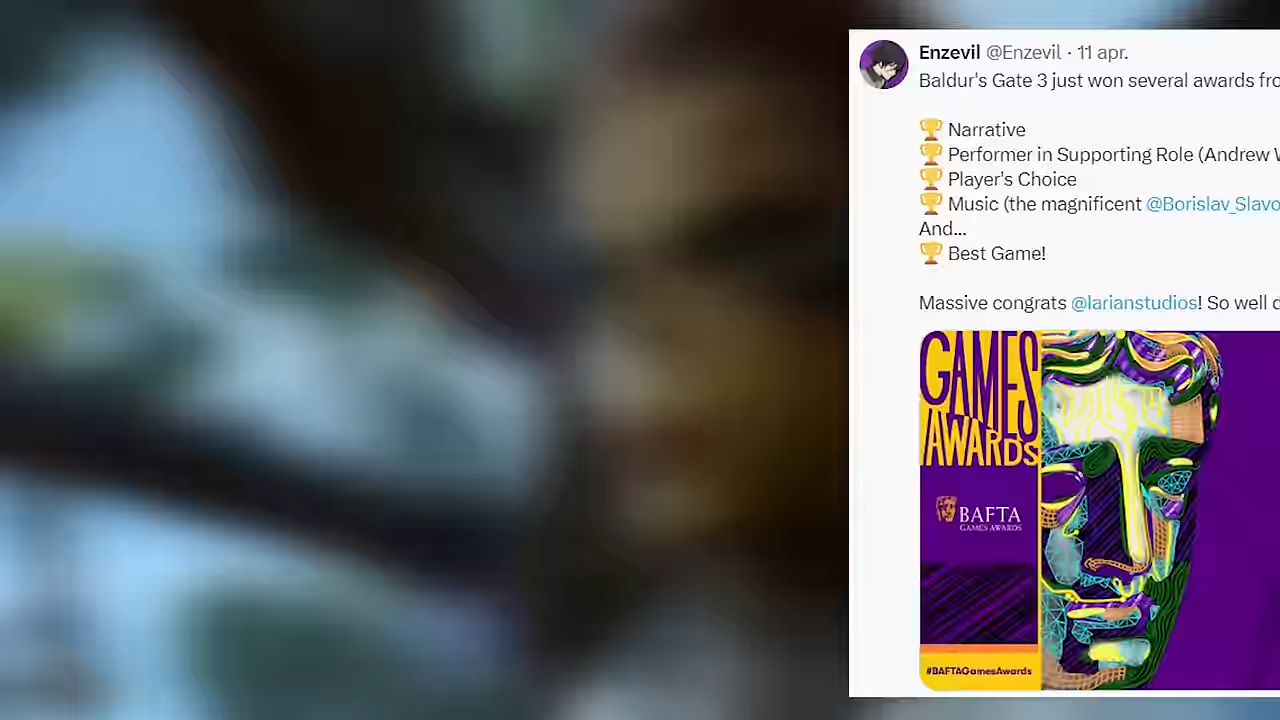 Enzevil @Enzevil · 11 apr.
Baldur's Gate 3 just won several awards
🏆 Narrative
🏆 Performer in Supporting Role (Andrew
🏆 Player's Choice
🏆 Music (the magnificent @Borislav_Slavo
And...
🏆 Best Game!
Massive congrats @larianstudios! So well
GAMES
AWARDS
BAFTA
GAMES AWARDS
#BAFTAGamesAwards